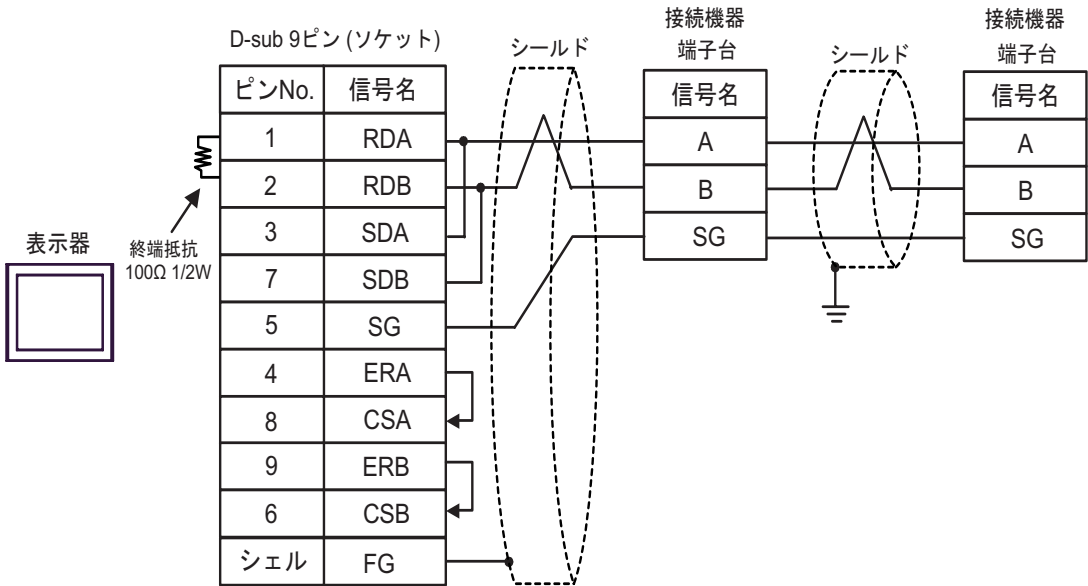 表示器
終端抵抗
100Ω 1/2W
D-sub 9ピン (ソケット)
ピンNo. 信号名
1 RDA
2 RDB
3 SDA
7 SDB
5 SG
4 ERA
8 CSA
9 ERB
6 CSB
シェル FG
シールド
接続機器
端子台
信号名
A
B
SG
シールド
接続機器
端子台
信号名
A
B
SG